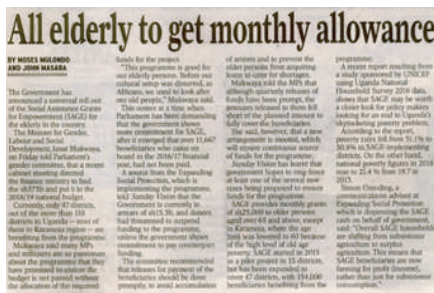 All elderly to get monthly allowance
BY MOSES MULONDO
AND JOHN MASABA
The Government has
announced a universal roll out
of the Social Assistance Grants
for Empowerment (SAGE) for
the elderly in the country.
The Minister for Gender,
Labour and Social
Development, Janat Mukwaya,
on Friday told Parliament's
gender committee, that a recent
cabinet meeting directed
the finance ministry to find
the and put it in the
2018/19 national budget.
Currently, only 47 districts,
out of the more than 110
districts in Uganda — most of
them in Karamoja region — are
benefiting from the programme.
Mukwaya said many MPs
and ministers are so passionate
about the programme that they
have promised to ensure the
budget is not passed without
the allocation of the required
funds for the project.
"This programme is good for
our elderly persons. Before our
cultural setup was distorted, as
Africans, we used to look after
our old people," Mukwaya said.
This comes at a time when
Parliament has been demanding
that the government shows
more commitment for SAGE,
after it emerged that over 11,667
beneficiaries who came on
board in the 2016/17 financial
year, had not been paid.
A source from the Expanding
Social Protection, which is
implementing the programme,
told Sunday Vision that the
Government is currently in
arrears of and donors
had threatened to suspend
funding to the programme,
unless the government shows
commitment to pay counterpart
funding.
The committee recommended
that releases for payment of the
beneficiaries should be done
promptly, to avoid accumulation
of arrears and to prevent the
older persons from acquiring
loans to cater for shortages.
Mukwaya told the MPs that
although quarterly releases of
funds have been prompt, the
amounts released to them fell
short of the planned amount to
fully cover the beneficiaries.
She said, however, that a new
arrangement is mooted, which
will ensure continuous source
of funds for the programme.
Sunday Vision has learnt that
government hopes to ring-fence
at least one of the several new
taxes being proposed to ensure
funds for the programme.
SAGE provides monthly grants
of sh25,000 to older persons
aged over 65 and above, except
in Karamoja, where the age
limit was lowered to 60 because
of the high level of old age
poverty. SAGE started in 2010
as a pilot project in 15 districts,
but has been expanded to
cover 47 districts, with 154,000
beneficiaries benefiting from the
programme.
A recent report resulting from
a study sponsored by UNICEF
using Uganda National
Household Survey 2016 data,
shows that SAGE may be worth
a closer look for policy makers
looking for an end to Uganda's
skyrocketing poverty problem.
According to the report,
poverty rates fell from 51.7% to
30.6% in SAGE implementing
districts. On the other hand,
national poverty figures in 2016
rose to 21.4% from 19.7 in
2013.
Simon Omoding, a
communications advisor at
Expanding Social Protection
which is dispensing the SAGE
cash on behalf of government,
said: "Overall SAGE households
are shifting from subsistence
agriculture to surplus
agriculture. This means that
SAGE beneficiaries are now
farming for profit (income),
rather than just for subsistence
consumption."